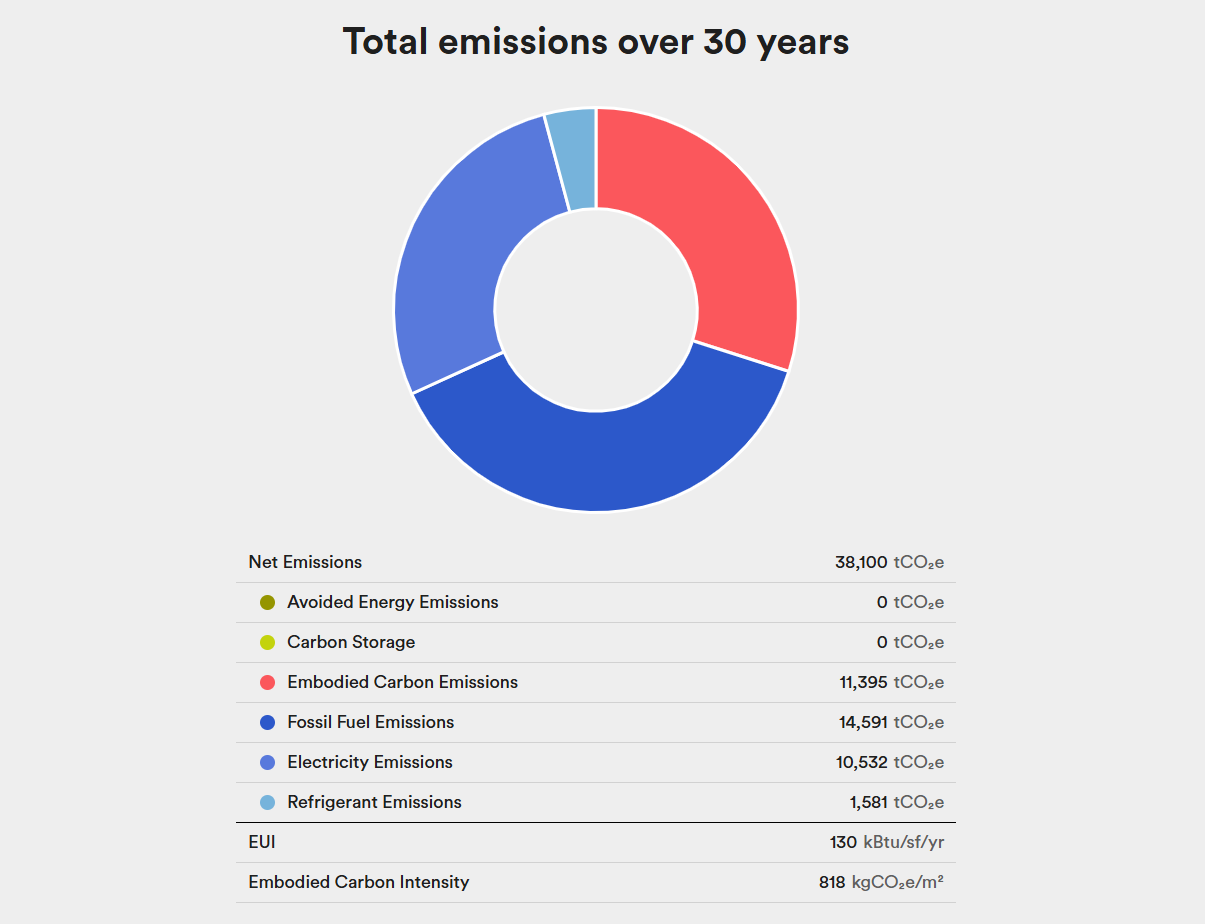 Total emissions over 30 years
Net Emissions 38,100 tCO₂e
Avoided Energy Emissions 0 tCO₂e
Carbon Storage 0 tCO₂e
Embodied Carbon Emissions 11,395 tCO₂e
Fossil Fuel Emissions 14,591 tCO₂e
Electricity Emissions 10,532 tCO₂e
Refrigerant Emissions 1,581 tCO₂e
EUI 130 kBtu/sf/yr
Embodied Carbon Intensity 818 kgCO₂e/m²